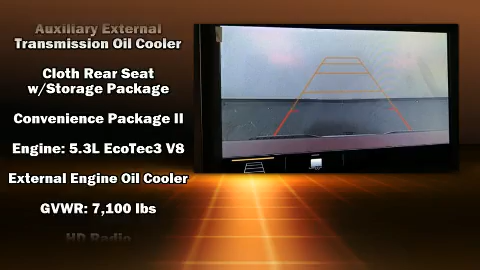 Auxiliary External
Transmission Oil Cooler
Cloth Rear Seat
w/Storage Package
Convenience Package II
Engine: 5.3L EcoTec3 V8
External Engine Oil Cooler
GVWR: 7,100 lbs
HD Radio